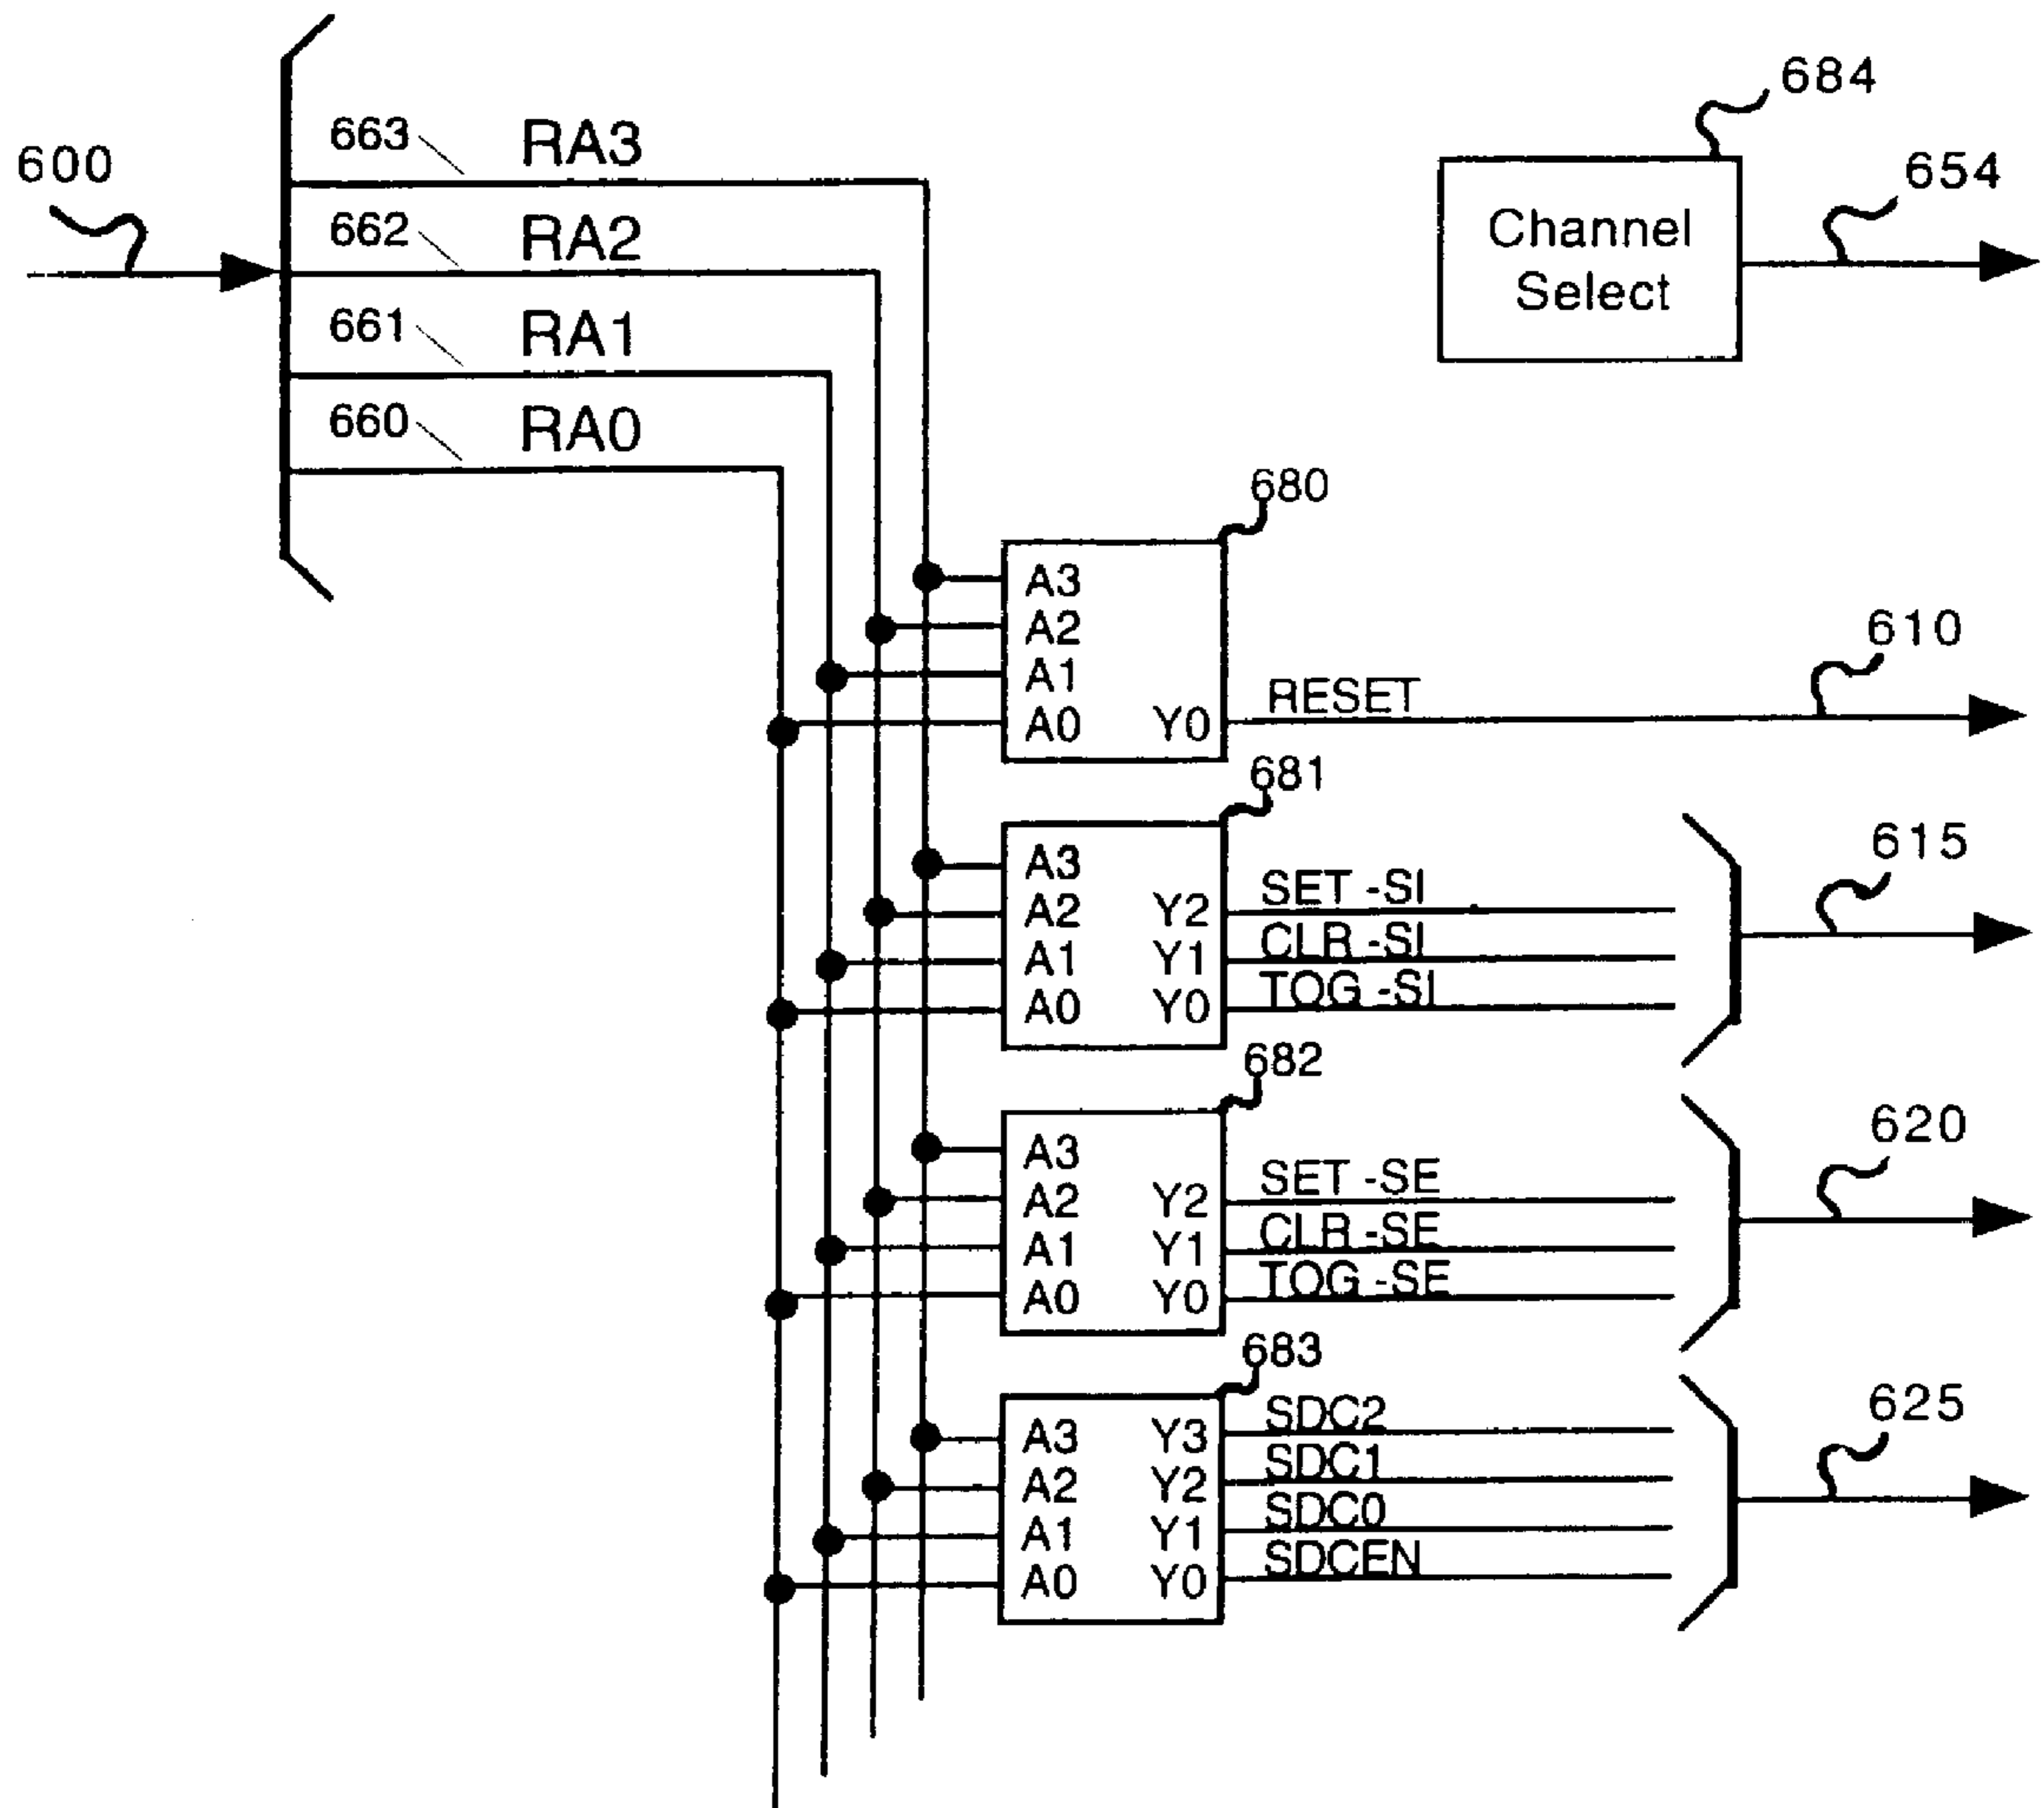 684
663 RA3
600
654
662 RA2
Channel
Select
661 RA1
660 RA0
680
A3
A2
610
A1
RESET
A0 Y0
681
615
A3
SET -SI
A2 Y2
CLR -SI
A1 Y1
TOG -SI
A0 Y0
682
620
A3
SET -SE
A2 Y2
CLR -SE
A1 Y1
TOG -SE
A0 Y0
683
625
SDC2
A3 Y3
SDC1
A2 Y2
SDC0
A1 Y1
SDCEN
A0 Y0